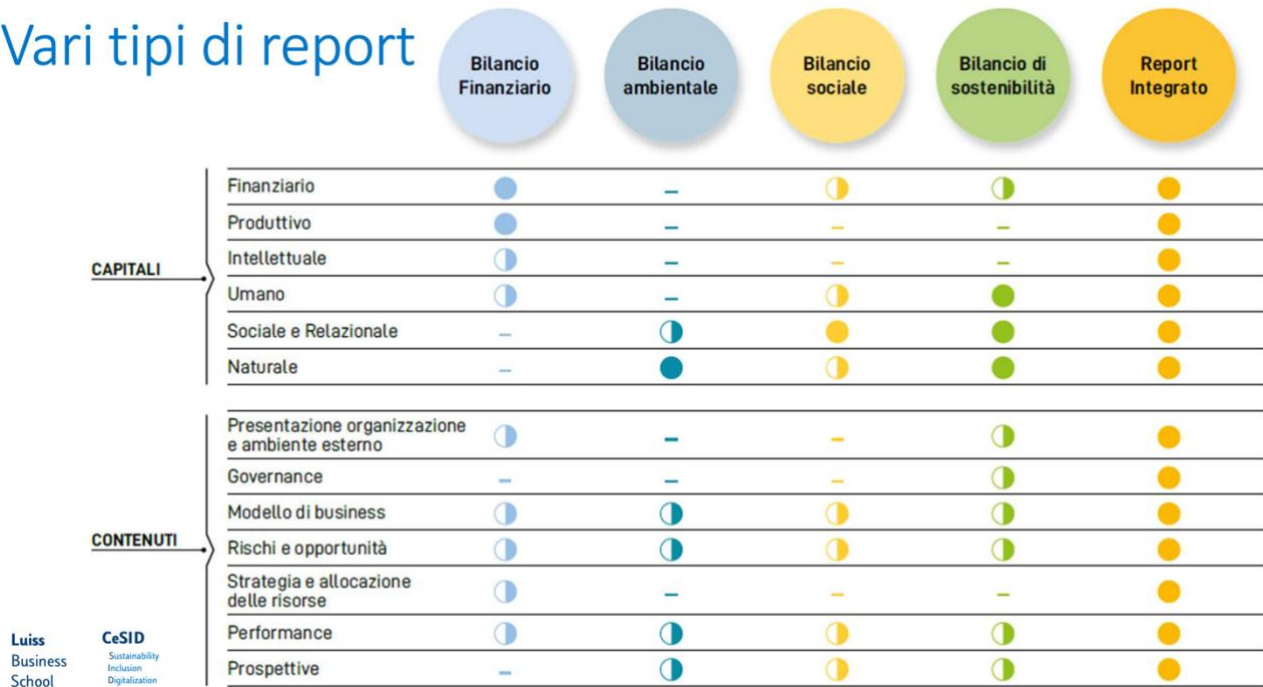 Vari tipi di report
Bilancio
Finanziario
Bilancio
ambientale
Bilancio
sociale
Bilancio di
sostenibilità
Report
Integrato
CAPITALI
Finanziario
Produttivo
Intellettuale
Umano
Sociale e Relazionale
Naturale
CONTENUTI
Presentazione organizzazione
e ambiente esterno
Governance
Modello di business
Rischi e opportunità
Strategia e allocazione
delle risorse
Performance
Prospettive
Luiss
Business
School
CeSID
Sustainability
Inclusion
Digitalization